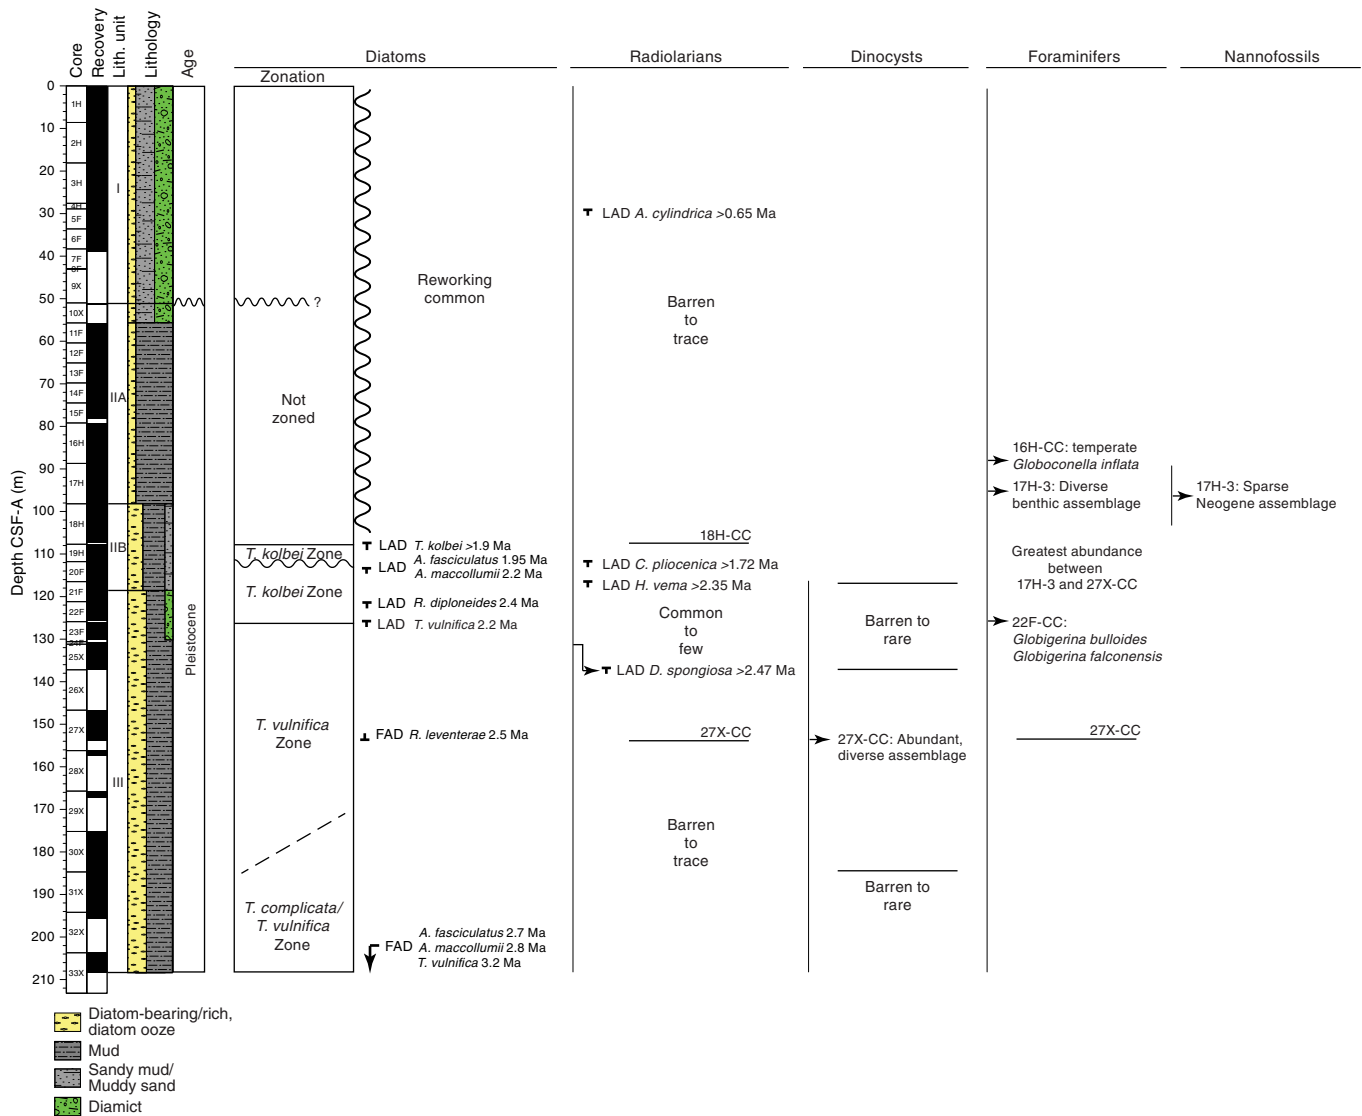 Core
Recovery
Lith. unit
Lithology
Age
Diatoms
Radiolarians
Dinocysts
Foraminifers
Nannofossils
Zonation
Depth CSF-A (m)
0
10
20
30
40
50
60
70
80
90
100
110
120
130
140
150
160
170
180
190
200
210
1H
2H
3H
4H
5F
6F
7F
8F
9X
10X
11F
12F
13F
14F
15F
16H
17H
18H
19H
20F
21F
22F
23F
24F
25X
26X
27X
28X
29X
30X
31X
32X
33X
I
IIA
IIB
III
Pleistocene
?
Not
zoned
T. kolbei Zone
T. kolbei Zone
T. vulnifica
Zone
T. complicata/
T. vulnifica
Zone
Reworking
common
LAD T. kolbei >1.9 Ma
A. fasciculatus 1.95 Ma
LAD
A. maccollumii 2.2 Ma
LAD R. diploneides 2.4 Ma
LAD T. vulnifica 2.2 Ma
FAD R. leventerae 2.5 Ma
A. fasciculatus 2.7 Ma
FAD A. maccollumii 2.8 Ma
T. vulnifica 3.2 Ma
LAD A. cylindrica >0.65 Ma
Barren
to
trace
18H-CC
LAD C. pliocenica >1.72 Ma
LAD H. vema >2.35 Ma
Common
to
few
LAD D. spongiosa >2.47 Ma
27X-CC
Barren
to
trace
Barren to
rare
27X-CC: Abundant,
diverse assemblage
Barren to
rare
16H-CC: temperate
Globoconella inflata
17H-3: Diverse
benthic assemblage
Greatest abundance
between
17H-3 and 27X-CC
22F-CC:
Globigerina bulloides
Globigerina falconensis
27X-CC
17H-3: Sparse
Neogene assemblage
Diatom-bearing/rich,
diatom ooze
Mud
Sandy mud/
Muddy sand
Diamict